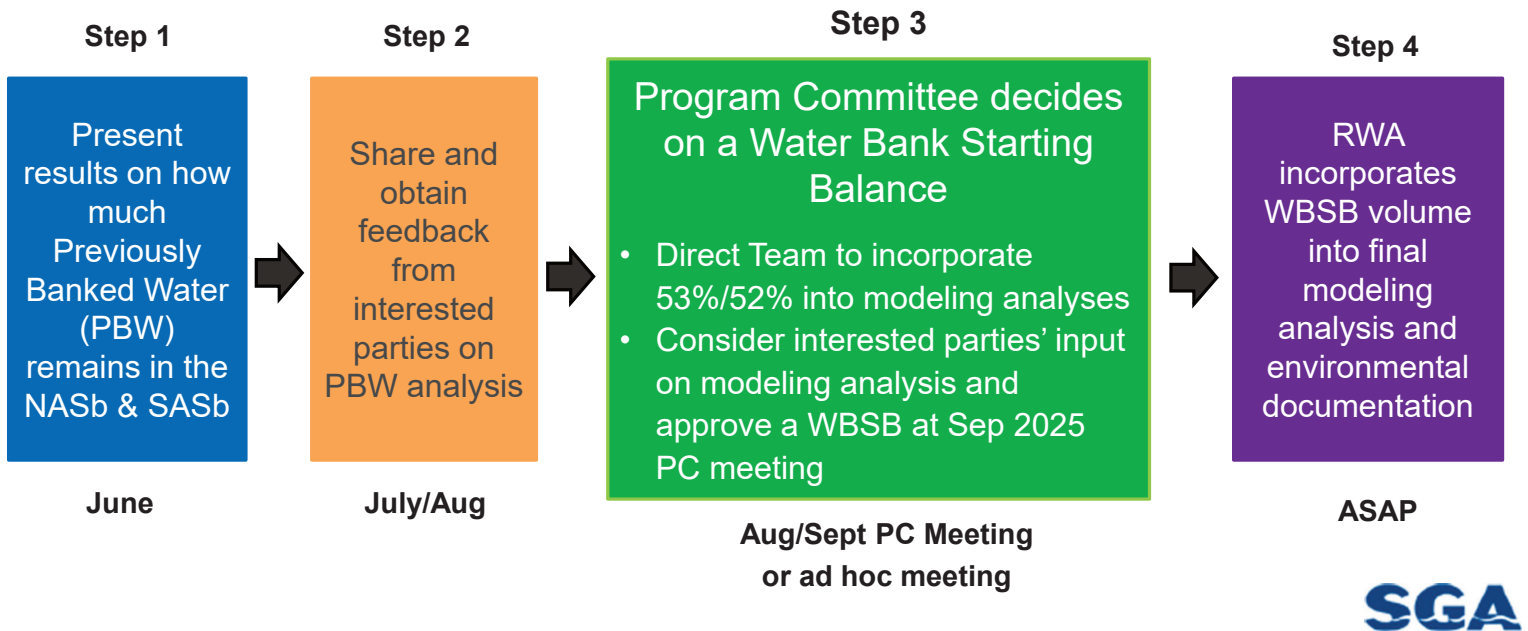 Step 1
Present
results on how
much
Previously
Banked Water
(PBW)
remains in the
NASb & SASb
June
Step 2
Share and
obtain
feedback
from
interested
parties on
PBW analysis
July/Aug
Step 3
Program Committee decides
on a Water Bank Starting
Balance
• Direct Team to incorporate
53%/52% into modeling analyses
• Consider interested parties’ input
on modeling analysis and
approve a WBSB at Sep 2025
PC meeting
Aug/Sept PC Meeting
or ad hoc meeting
Step 4
RWA
incorporates
WBSB volume
into final
modeling
analysis and
environmental
documentation
ASAP
SGA